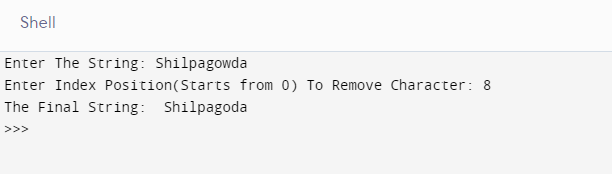 Shell
Enter The String: Shilpagowda
Enter Index Position(Starts from 0) To Remove Character: 8
The Final String:  Shilpagoda
>>>